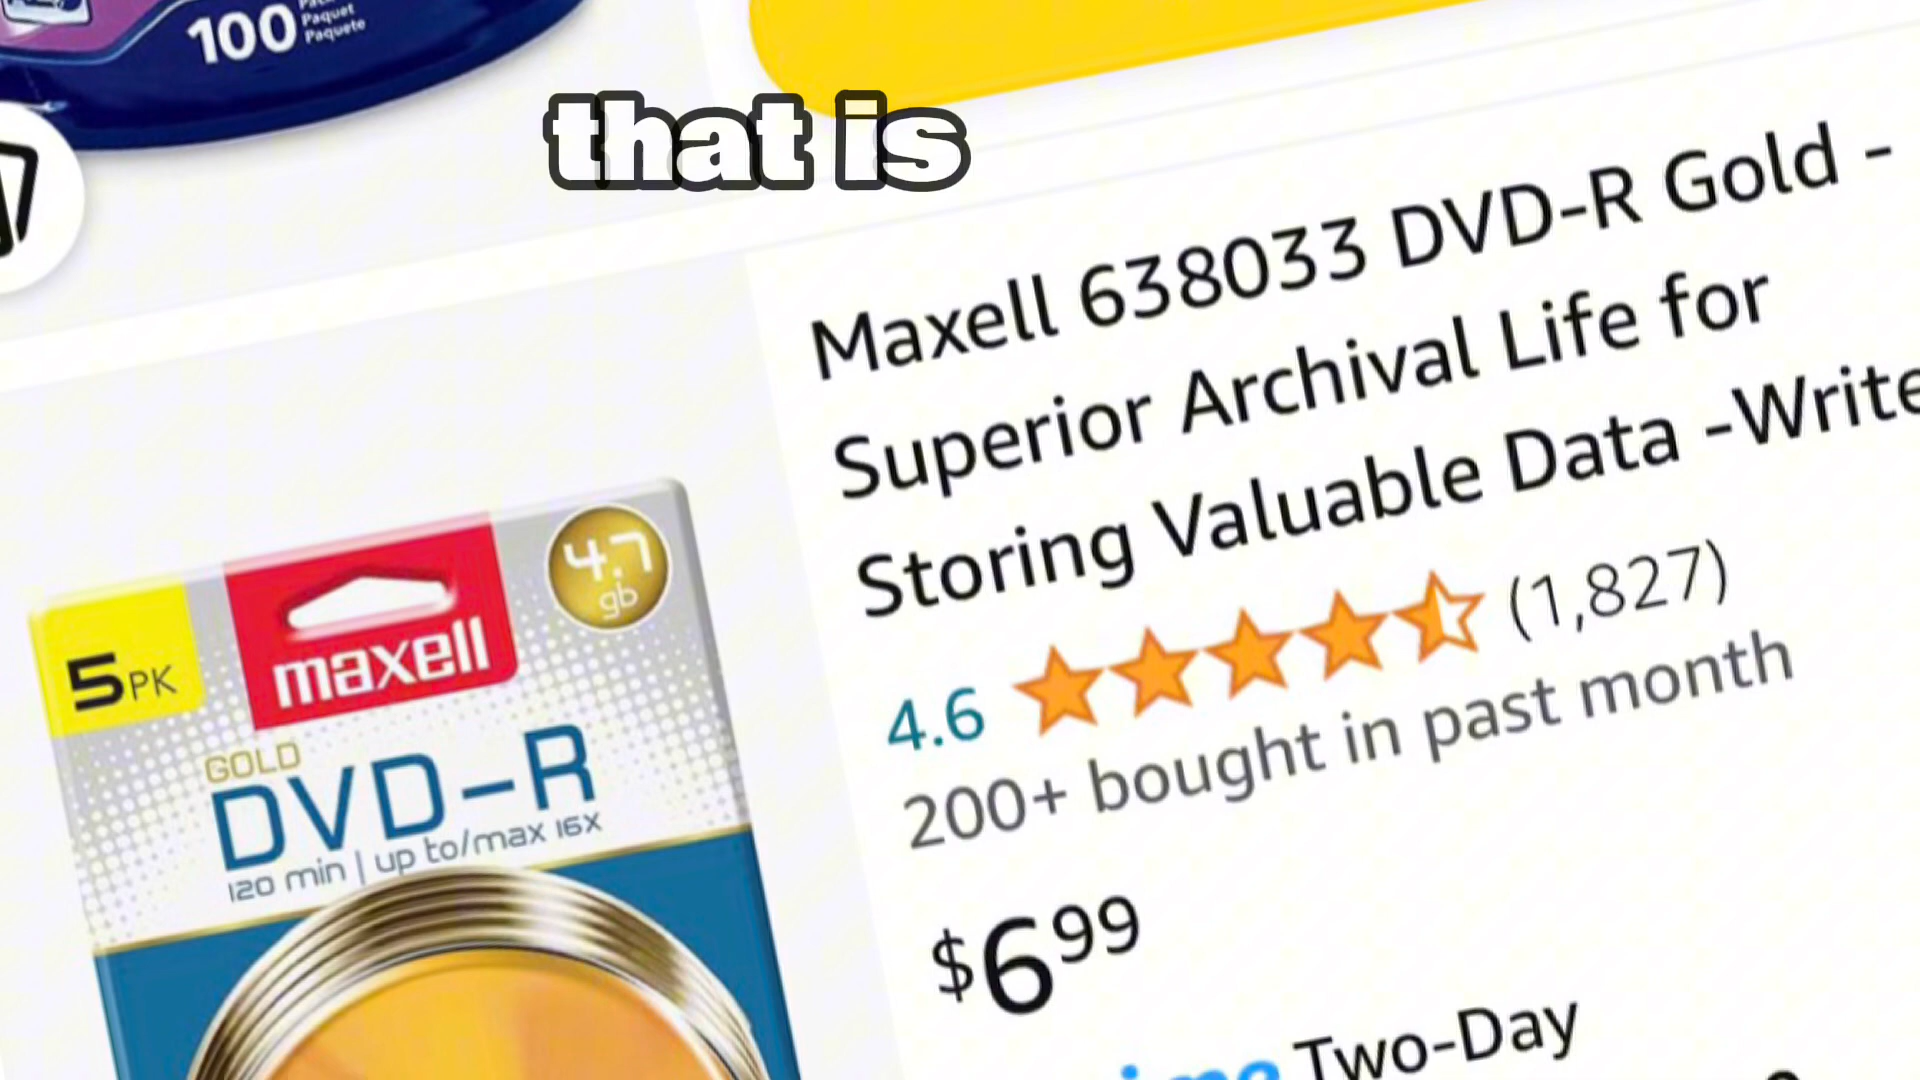 100
Paquet
Paquete
that is
Maxell 638033 DVD-R Gold -
Superior Archival Life for
Storing Valuable Data -Write
4.6 (1,827)
200+ bought in past month
$6.99
Two-Day
5PK
maxell
4.7
gb
GOLD
DVD-R
120 min | up to/max 16X